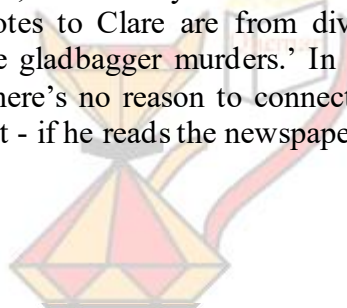 otes to Clare are from div
e gladbagger murders.’ In
here’s no reason to connect
t - if he reads the newspape